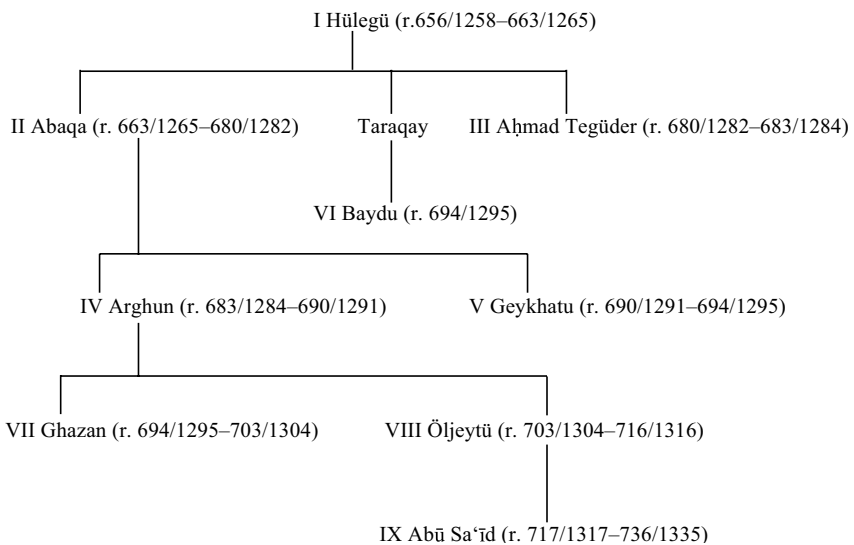 I Hülegü (r.656/1258–663/1265)
II Abaqa (r. 663/1265–680/1282) Taraqay III Aḥmad Tegüder (r. 680/1282–683/1284)
VI Baydu (r. 694/1295)
IV Arghun (r. 683/1284–690/1291) V Geykhatu (r. 690/1291–694/1295)
VII Ghazan (r. 694/1295–703/1304) VIII Öljeytü (r. 703/1304–716/1316)
IX Abū Sa‘īd (r. 717/1317–736/1335)